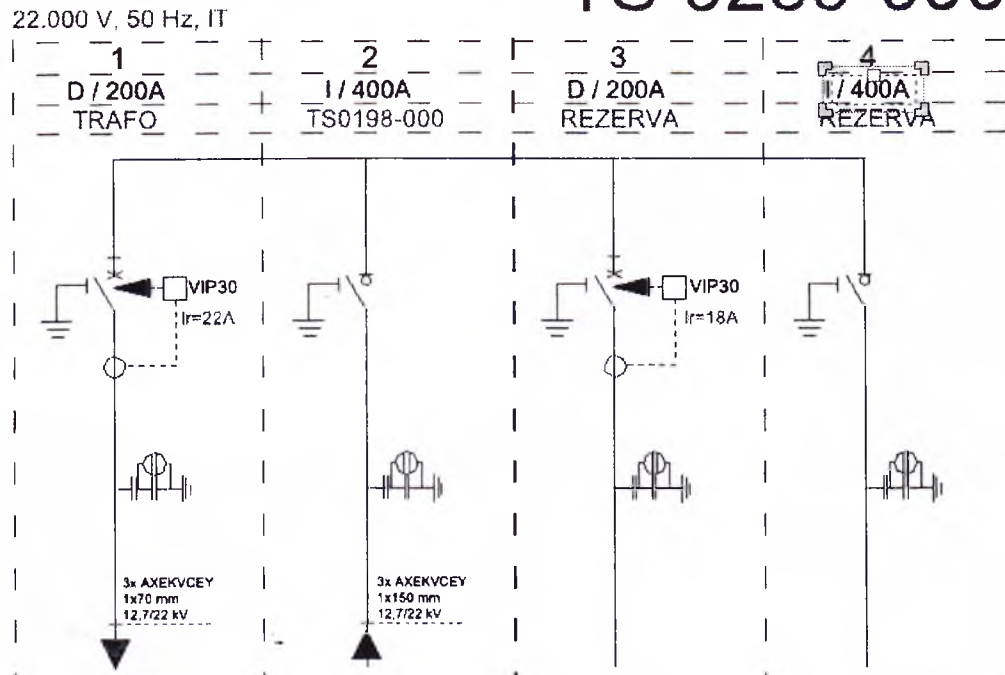 22.000 V, 50 Hz, IT
1
D / 200A
TRAFO
2
I / 400A
TS0198-000
3
D / 200A
REZERVA
4
I / 400A
REZERVA
VIP30
Ir=22A
VIP30
Ir=18A
3x AXEKVCEY
1x70 mm
12,7/22 kV
3x AXEKVCEY
1x150 mm
12,7/22 kV